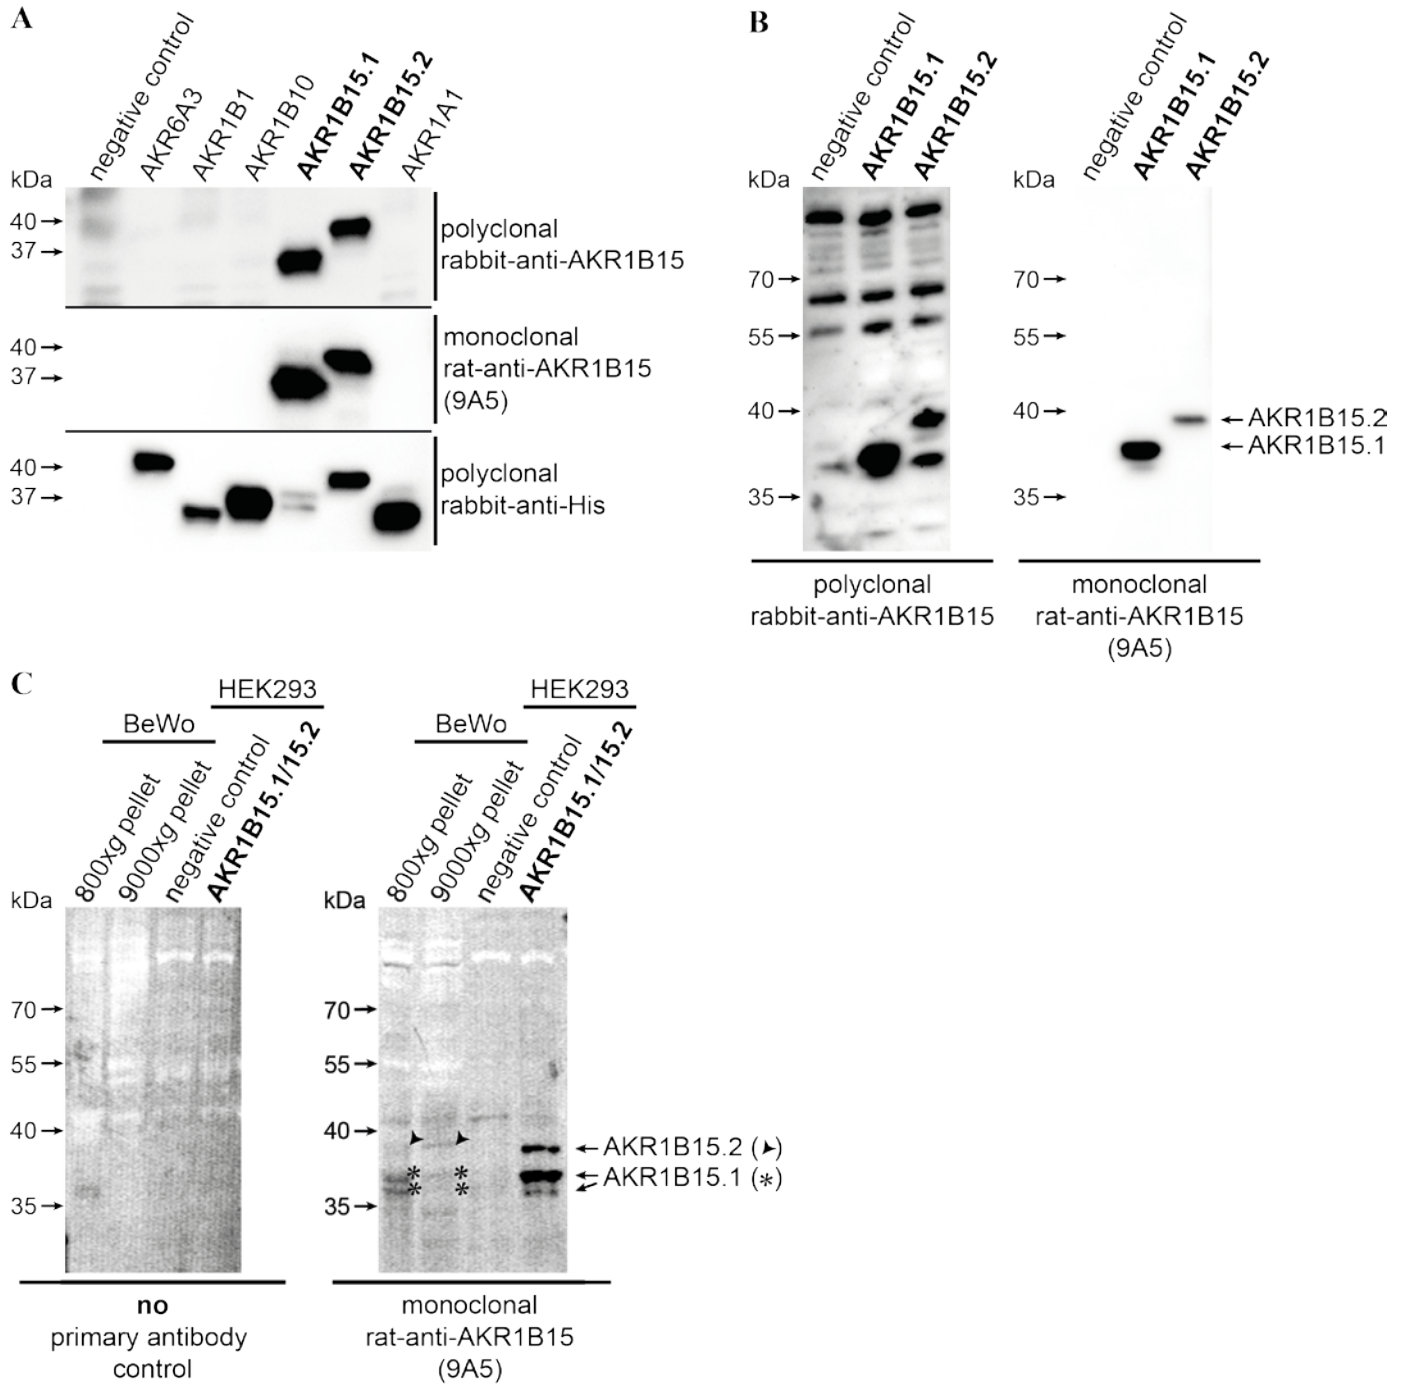 A
negative control
AKR6A3
AKR1B1
AKR1B10
AKR1B15.1
AKR1B15.2
AKR1A1
kDa
40
37
polyclonal
rabbit-anti-AKR1B15
40
37
monoclonal
rat-anti-AKR1B15
(9A5)
40
37
polyclonal
rabbit-anti-His
B
negative control
AKR1B15.1
AKR1B15.2
kDa
70
55
40
35
polyclonal
rabbit-anti-AKR1B15
negative control
AKR1B15.1
AKR1B15.2
kDa
70
55
40
35
AKR1B15.2
AKR1B15.1
monoclonal
rat-anti-AKR1B15
(9A5)
C
HEK293
BeWo
800xg pellet
9000xg pellet
negative control
AKR1B15.1/15.2
kDa
70
55
40
35
no
primary antibody
control
HEK293
BeWo
800xg pellet
9000xg pellet
negative control
AKR1B15.1/15.2
kDa
70
55
40
35
* *
* *
AKR1B15.2 (➤)
AKR1B15.1 (*)
monoclonal
rat-anti-AKR1B15
(9A5)